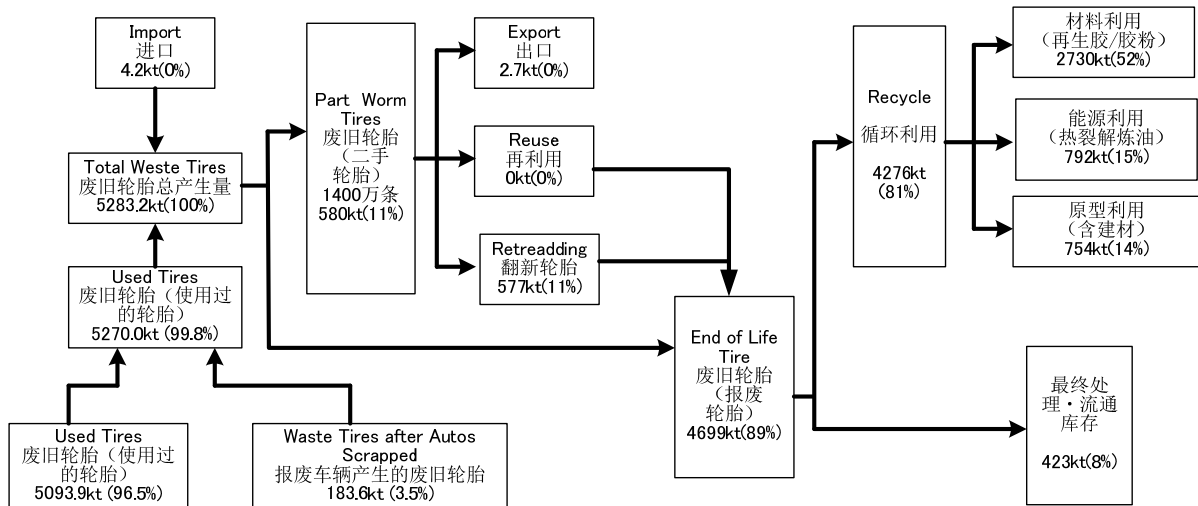 Import
进口
4.2kt(0%)
Total Weste Tires
废旧轮胎总产生量
5283.2kt(100%)
Used Tires
废旧轮胎（使用过
的轮胎）
5270.0kt (99.8%)
Used Tires
废旧轮胎（使用过
的轮胎）
5093.9kt (96.5%)
Waste Tires after Autos
Scrapped
报废车辆产生的废旧轮胎
183.6kt (3.5%)
Part Worm
Tires
废旧轮胎
（二手
轮胎）
1400万条
580kt(11%)
Export
出口
2.7kt(0%)
Reuse
再利用
0kt(0%)
Retreadding
翻新轮胎
577kt(11%)
End of Life
Tire
废旧轮胎
（报废
轮胎）
4699kt(89%)
Recycle
循环利用
4276kt
(81%)
材料利用
（再生胶/胶粉）
2730kt(52%)
能源利用
（热裂解炼油）
792kt(15%)
原型利用
（含建材）
754kt(14%)
最终处
理・流通
库存
423kt(8%)